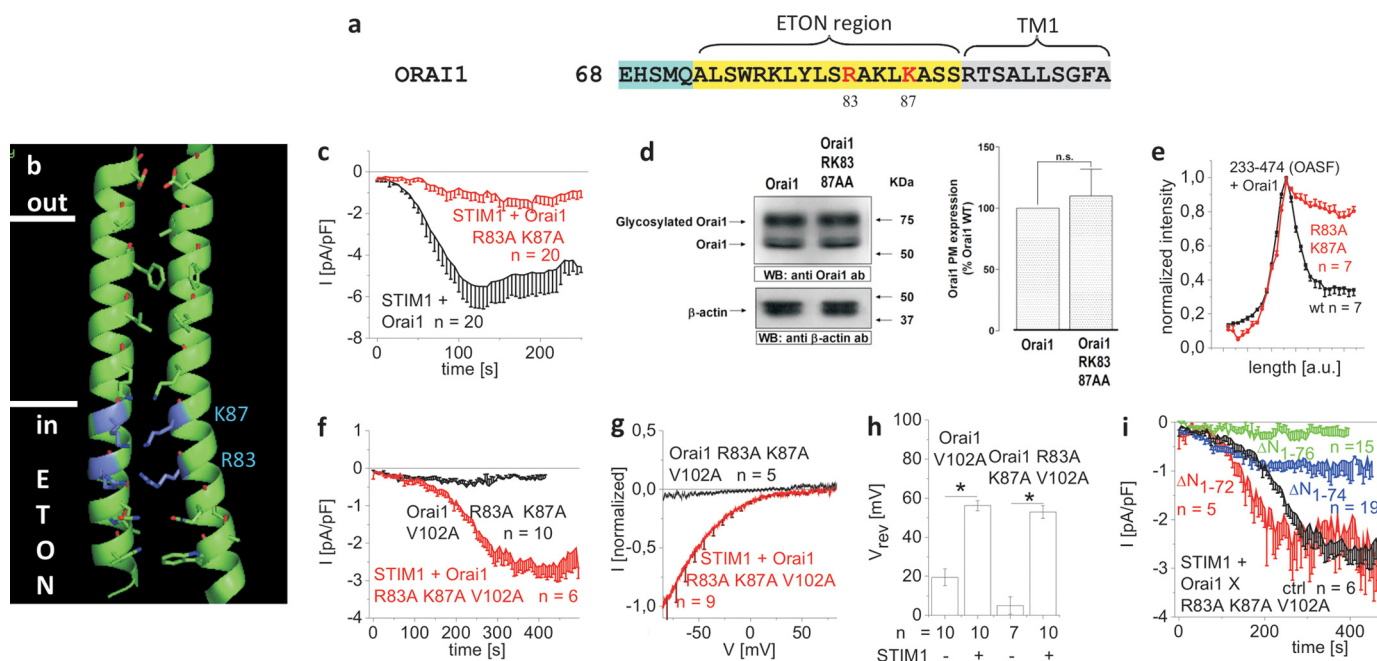 a
ETON region
TM1
ORAI1 68 EHSMQALSWRKLYLSRAKLKASSRTSALLSGFA
83 87
b
out
in
E
T
O
N
K87
R83
c
0
-2
-4
-6
-8
I [pA/pF]
STIM1 + Orai1
R83A K87A
n = 20
STIM1 +
Orai1 n = 20
0 100 200
time [s]
d
Orai1
Orai1
RK83
87AA
KDa
Glycosylated Orai1
Orai1
75
50
WB: anti Orai1 ab
β-actin
50
37
WB: anti β-actin ab
Orai1 PM expression
(% Orai1 WT)
150
100
50
0
n.s.
Orai1
Orai1
RK83
87AA
e
233-474 (OASF)
+ Orai1
1,0
0,8
0,6
0,4
0,2
0,0
normalized intensity
R83A
K87A
n = 7
wt n = 7
length [a.u.]
f
1
0
-1
-2
-3
-4
I [pA/pF]
Orai1 R83A K87A
V102A n = 10
STIM1 + Orai1
R83A K87A V102A n = 6
0 200 400
time [s]
g
0,5
0,0
-0,5
-1,0
I [normalized]
Orai1 R83A K87A
V102A n = 5
STIM1 + Orai1
R83A K87A V102A
n = 9
-50 0 50
V [mV]
h
100
80
60
40
20
0
Vrev [mV]
Orai1
V102A
Orai1 R83A
K87A V102A
* *
n = 10 10 7 10
STIM1 - + - +
i
0
-1
-2
-3
-4
I [pA/pF]
ΔN1-76 n =15
ΔN1-72
n = 5
ΔN1-74
n = 19
STIM1 +
Orai1 X ctrl n = 6
R83A K87A V102A
0 200 400
time [s]